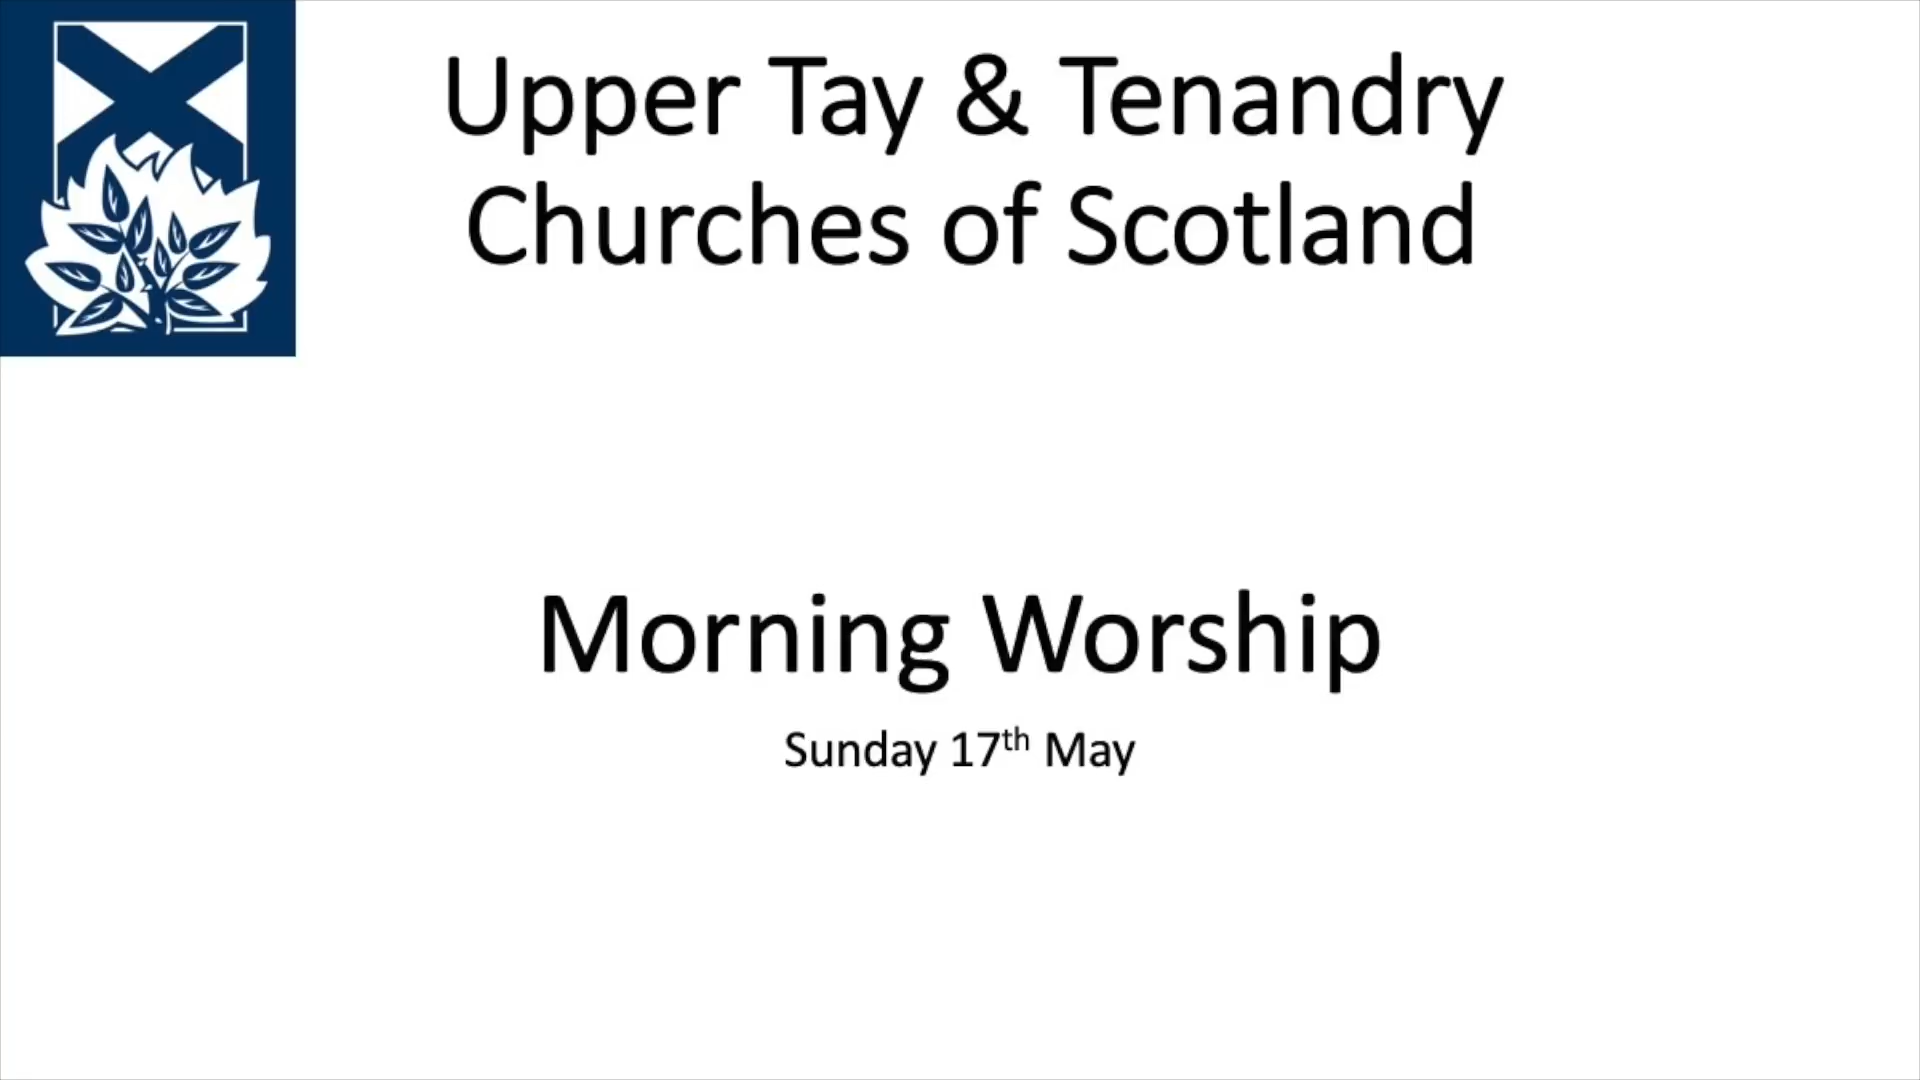 Upper Tay & Tenandry
Churches of Scotland
Morning Worship
Sunday 17th May